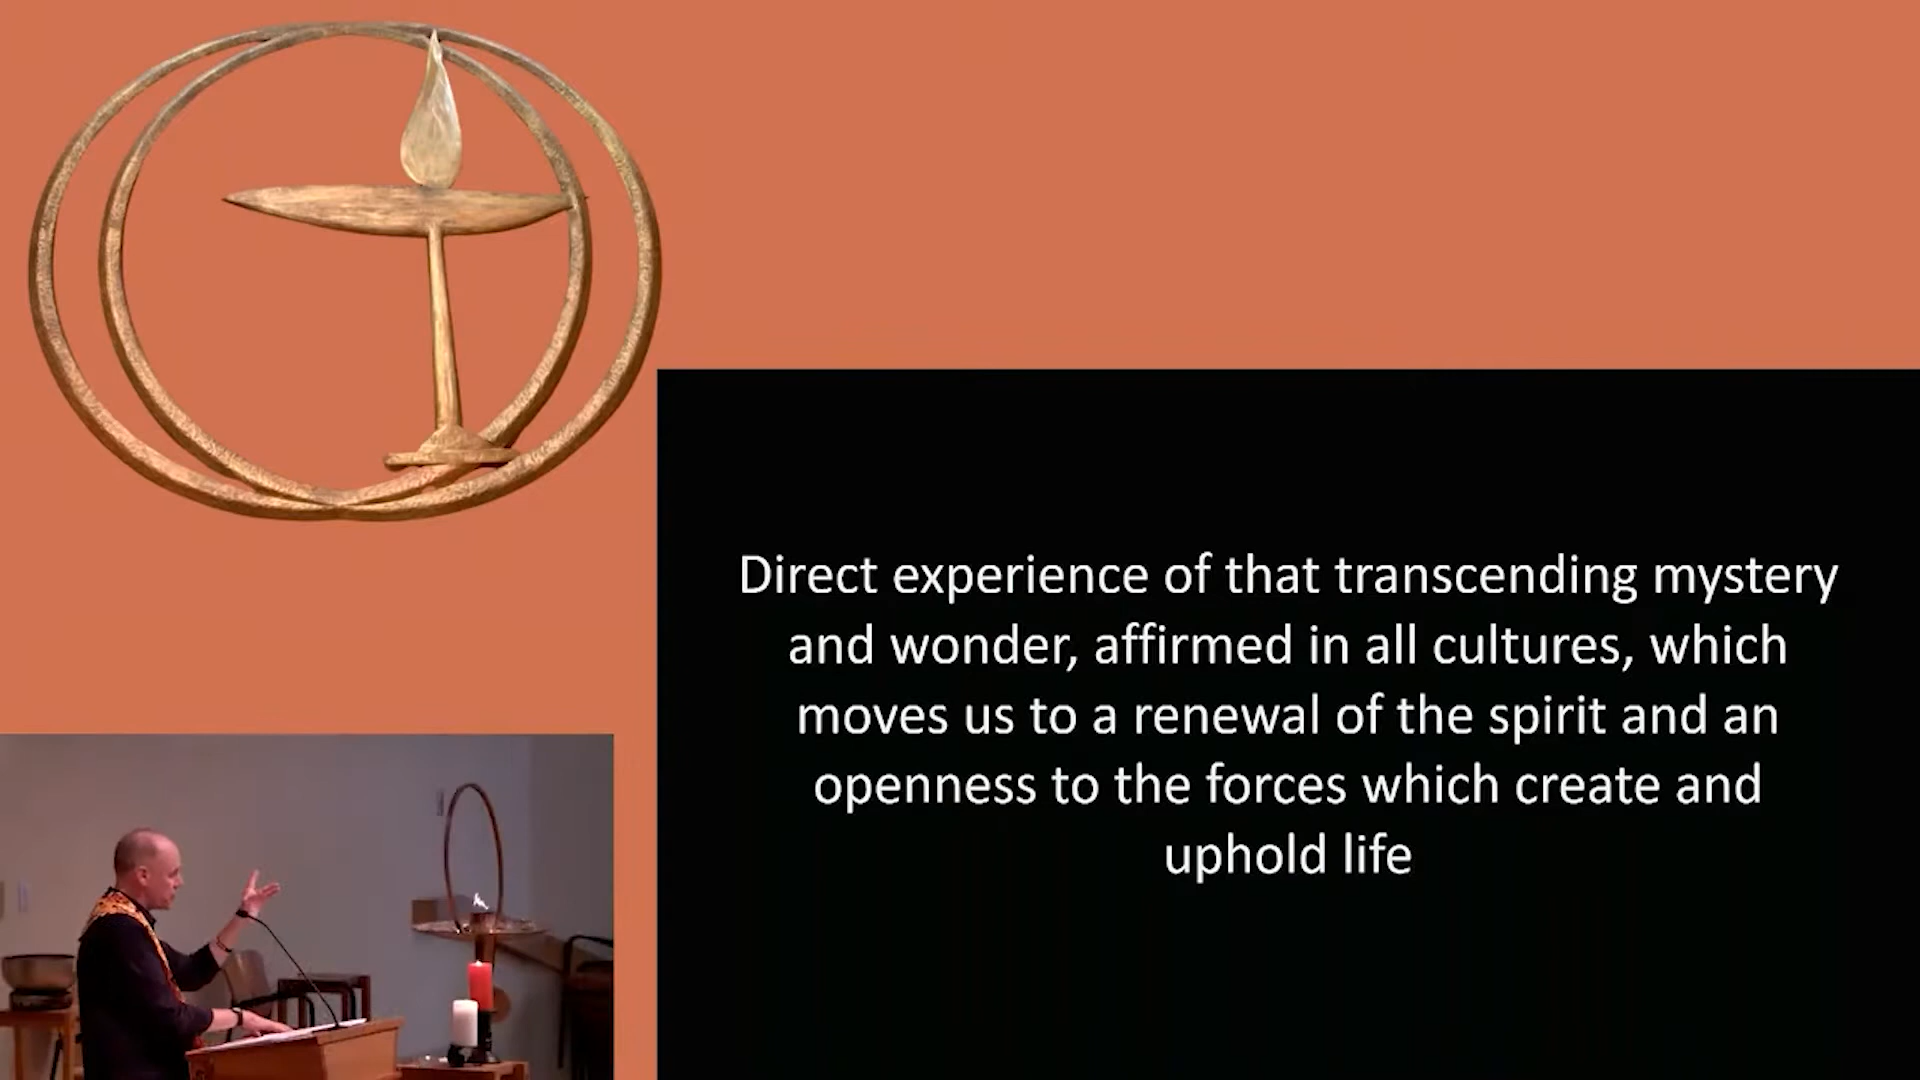 Direct experience of that transcending mystery
and wonder, affirmed in all cultures, which
moves us to a renewal of the spirit and an
openness to the forces which create and
uphold life